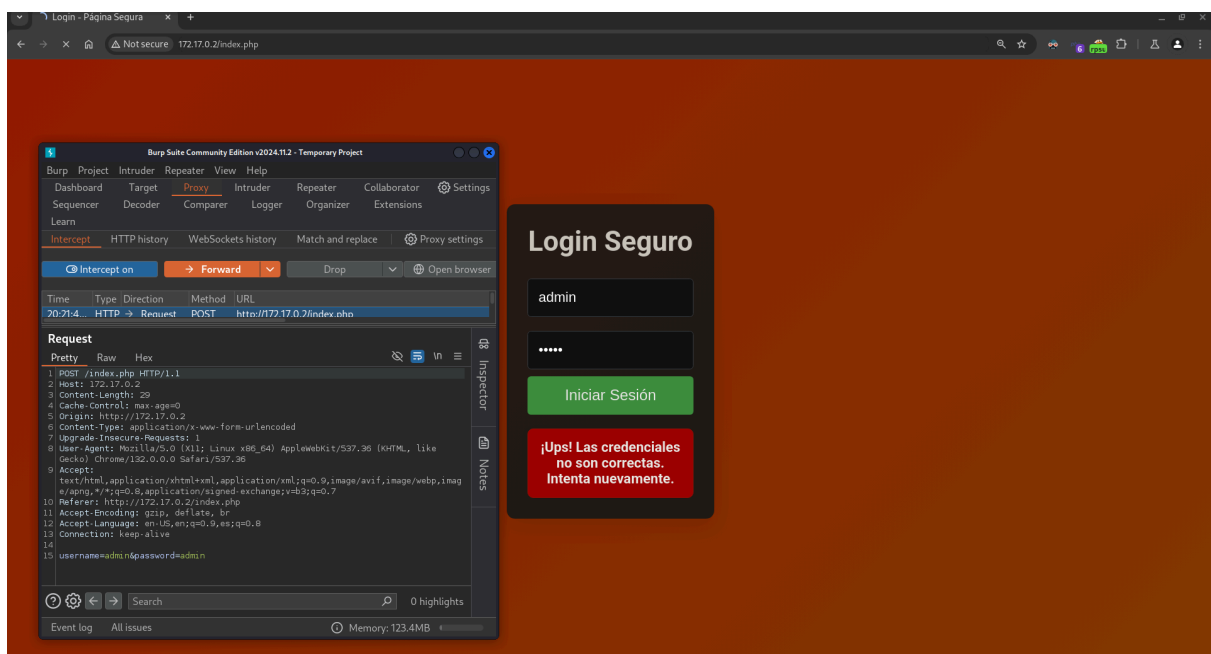 Login - Página Segura
Not secure 172.17.0.2/index.php
6 rpsu
Burp Suite Community Edition v2024.11.2 - Temporary Project
Burp Project Intruder Repeater View Help
Dashboard Target Proxy Intruder Repeater Collaborator Settings
Sequencer Decoder Comparer Logger Organizer Extensions
Learn
Intercept HTTP history WebSockets history Match and replace Proxy settings
Intercept on Forward Drop Open browser
Time Type Direction Method URL
20:21:4... HTTP → Request POST http://172.17.0.2/index.php
Request
Pretty Raw Hex \n
1 POST /index.php HTTP/1.1
2 Host: 172.17.0.2
3 Content-Length: 29
4 Cache-Control: max-age=0
5 Origin: http://172.17.0.2
6 Content-Type: application/x-www-form-urlencoded
7 Upgrade-Insecure-Requests: 1
8 User-Agent: Mozilla/5.0 (X11; Linux x86_64) AppleWebKit/537.36 (KHTML, like
Gecko) Chrome/132.0.0.0 Safari/537.36
9 Accept:
text/html,application/xhtml+xml,application/xml;q=0.9,image/avif,image/webp,imag
e/apng,*/*;q=0.8,application/signed-exchange;v=b3;q=0.7
10 Referer: http://172.17.0.2/index.php
11 Accept-Encoding: gzip, deflate, br
12 Accept-Language: en-US,en;q=0.9,es;q=0.8
13 Connection: keep-alive
14
15 username=admin&password=admin
Inspector
Notes
Search 0 highlights
Event log All issues Memory: 123.4MB
Login Seguro
admin
•••••
Iniciar Sesión
¡Ups! Las credenciales
no son correctas.
Intenta nuevamente.